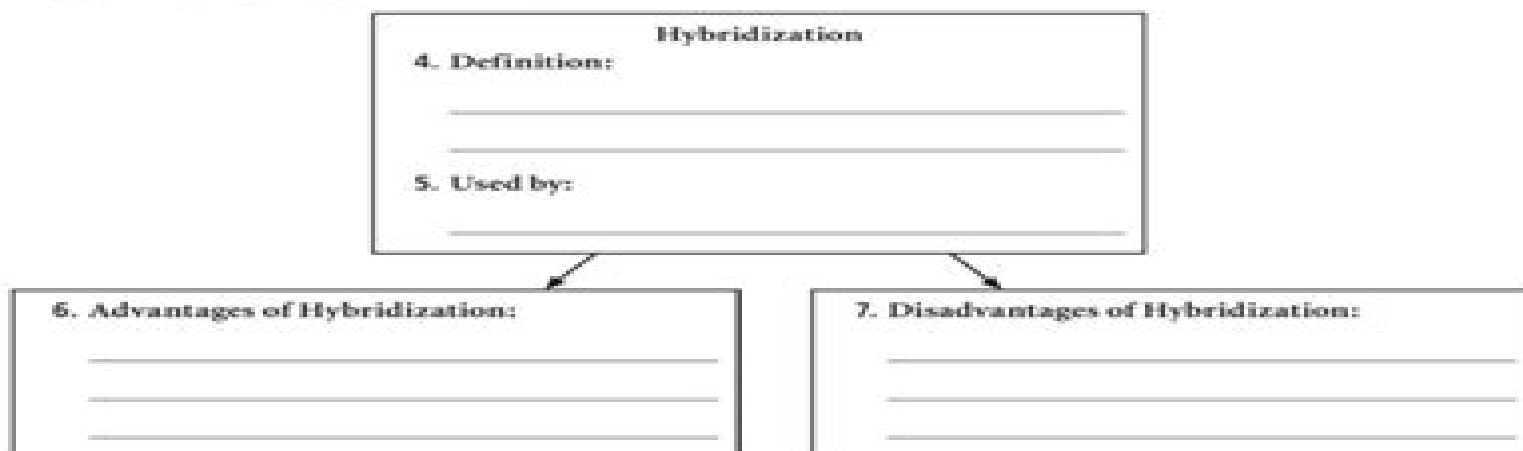 Hybridization
4. Definition:
5. Used by:
6. Advantages of Hybridization:
7. Disadvantages of Hybridization: